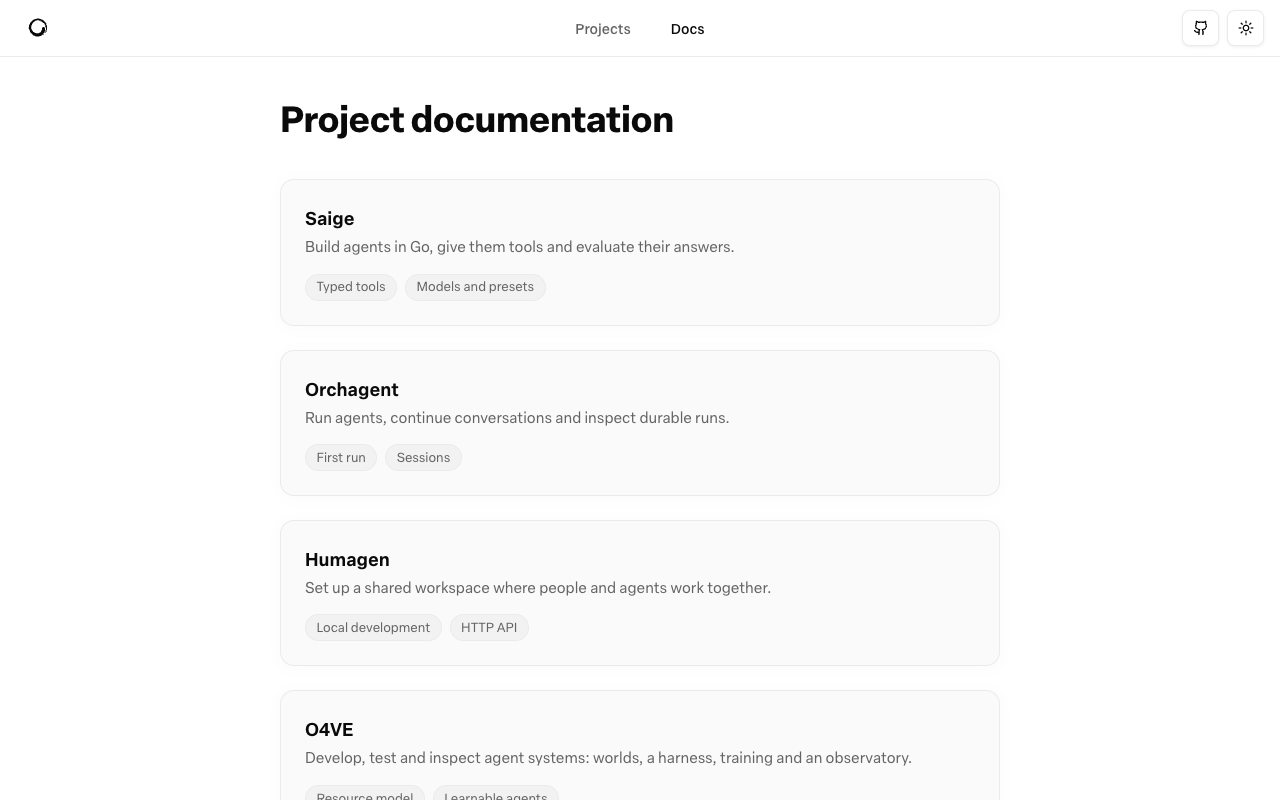 Projects
Docs
Project documentation
Saige
Build agents in Go, give them tools and evaluate their answers.
Typed tools
Models and presets
Orchagent
Run agents, continue conversations and inspect durable runs.
First run
Sessions
Humagen
Set up a shared workspace where people and agents work together.
Local development
HTTP API
O4VE
Develop, test and inspect agent systems: worlds, a harness, training and an observatory.
Resource model
Learnable agents